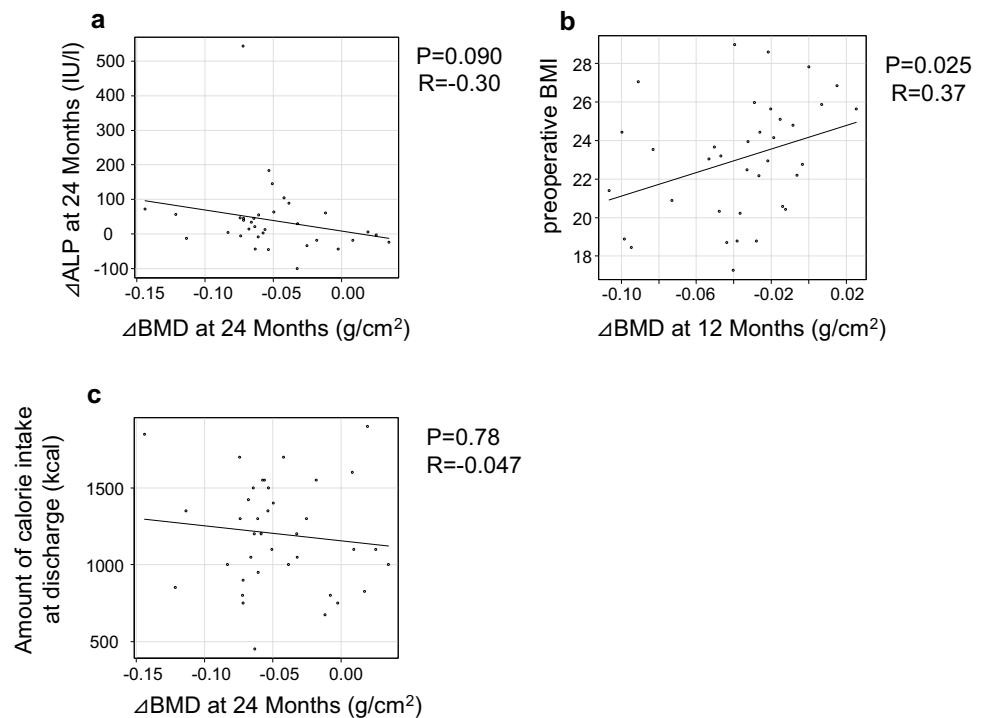 a
⊿ALP at 24 Months (IU/l)
500
400
300
200
100
0
-100
-0.15 -0.10 -0.05 0.00
⊿BMD at 24 Months (g/cm²)
P=0.090
R=-0.30
b
preoperative BMI
28
26
24
22
20
18
-0.10 -0.06 -0.02 0.02
⊿BMD at 12 Months (g/cm²)
P=0.025
R=0.37
c
Amount of calorie intake
at discharge (kcal)
1500
1000
500
-0.15 -0.10 -0.05 0.00
⊿BMD at 24 Months (g/cm²)
P=0.78
R=-0.047